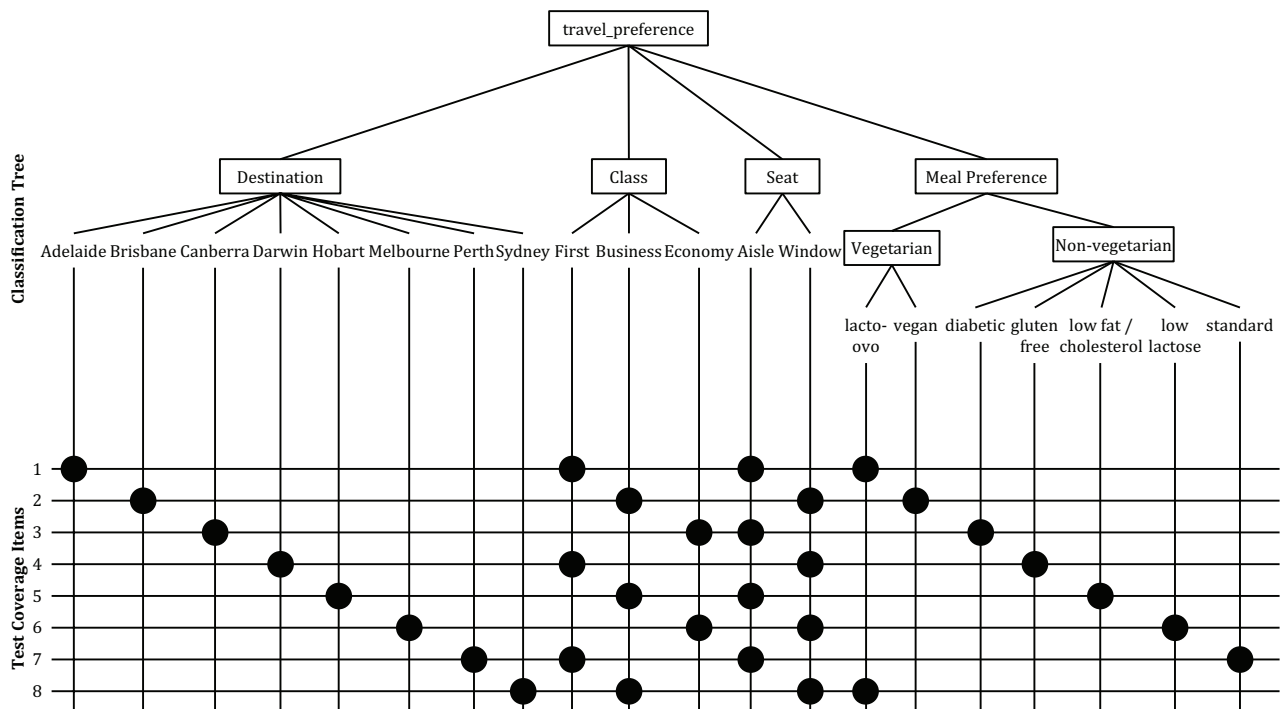 travel_preference
Classification Tree
Destination
Class
Seat
Meal Preference
Adelaide Brisbane Canberra Darwin Hobart Melbourne Perth Sydney First Business Economy Aisle Window
Vegetarian
Non-vegetarian
lacto-
ovo
vegan
diabetic
gluten
free
low fat /
cholesterol
low
lactose
standard
Test Coverage Items
1
2
3
4
5
6
7
8